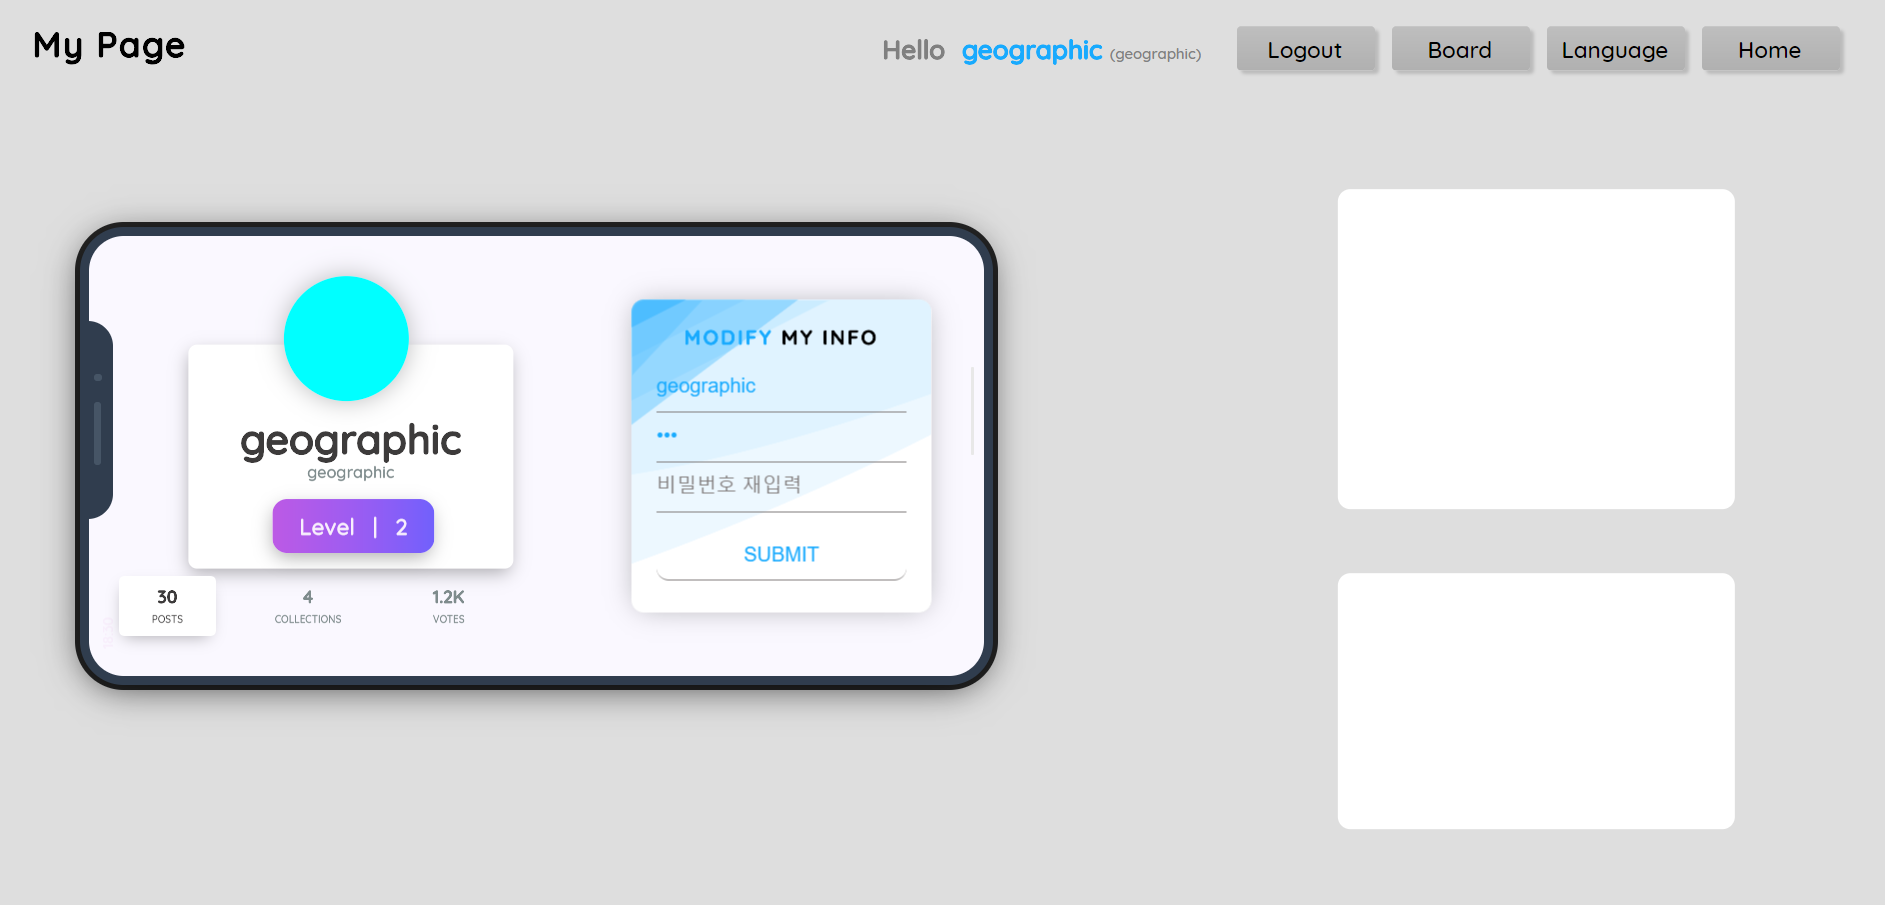 My Page
Hello geographic (geographic)
Logout
Board
Language
Home
geographic
geographic
Level | 2
30
POSTS
4
COLLECTIONS
1.2K
VOTES
MODIFY MY INFO
geographic
•••
비밀번호 재입력
SUBMIT